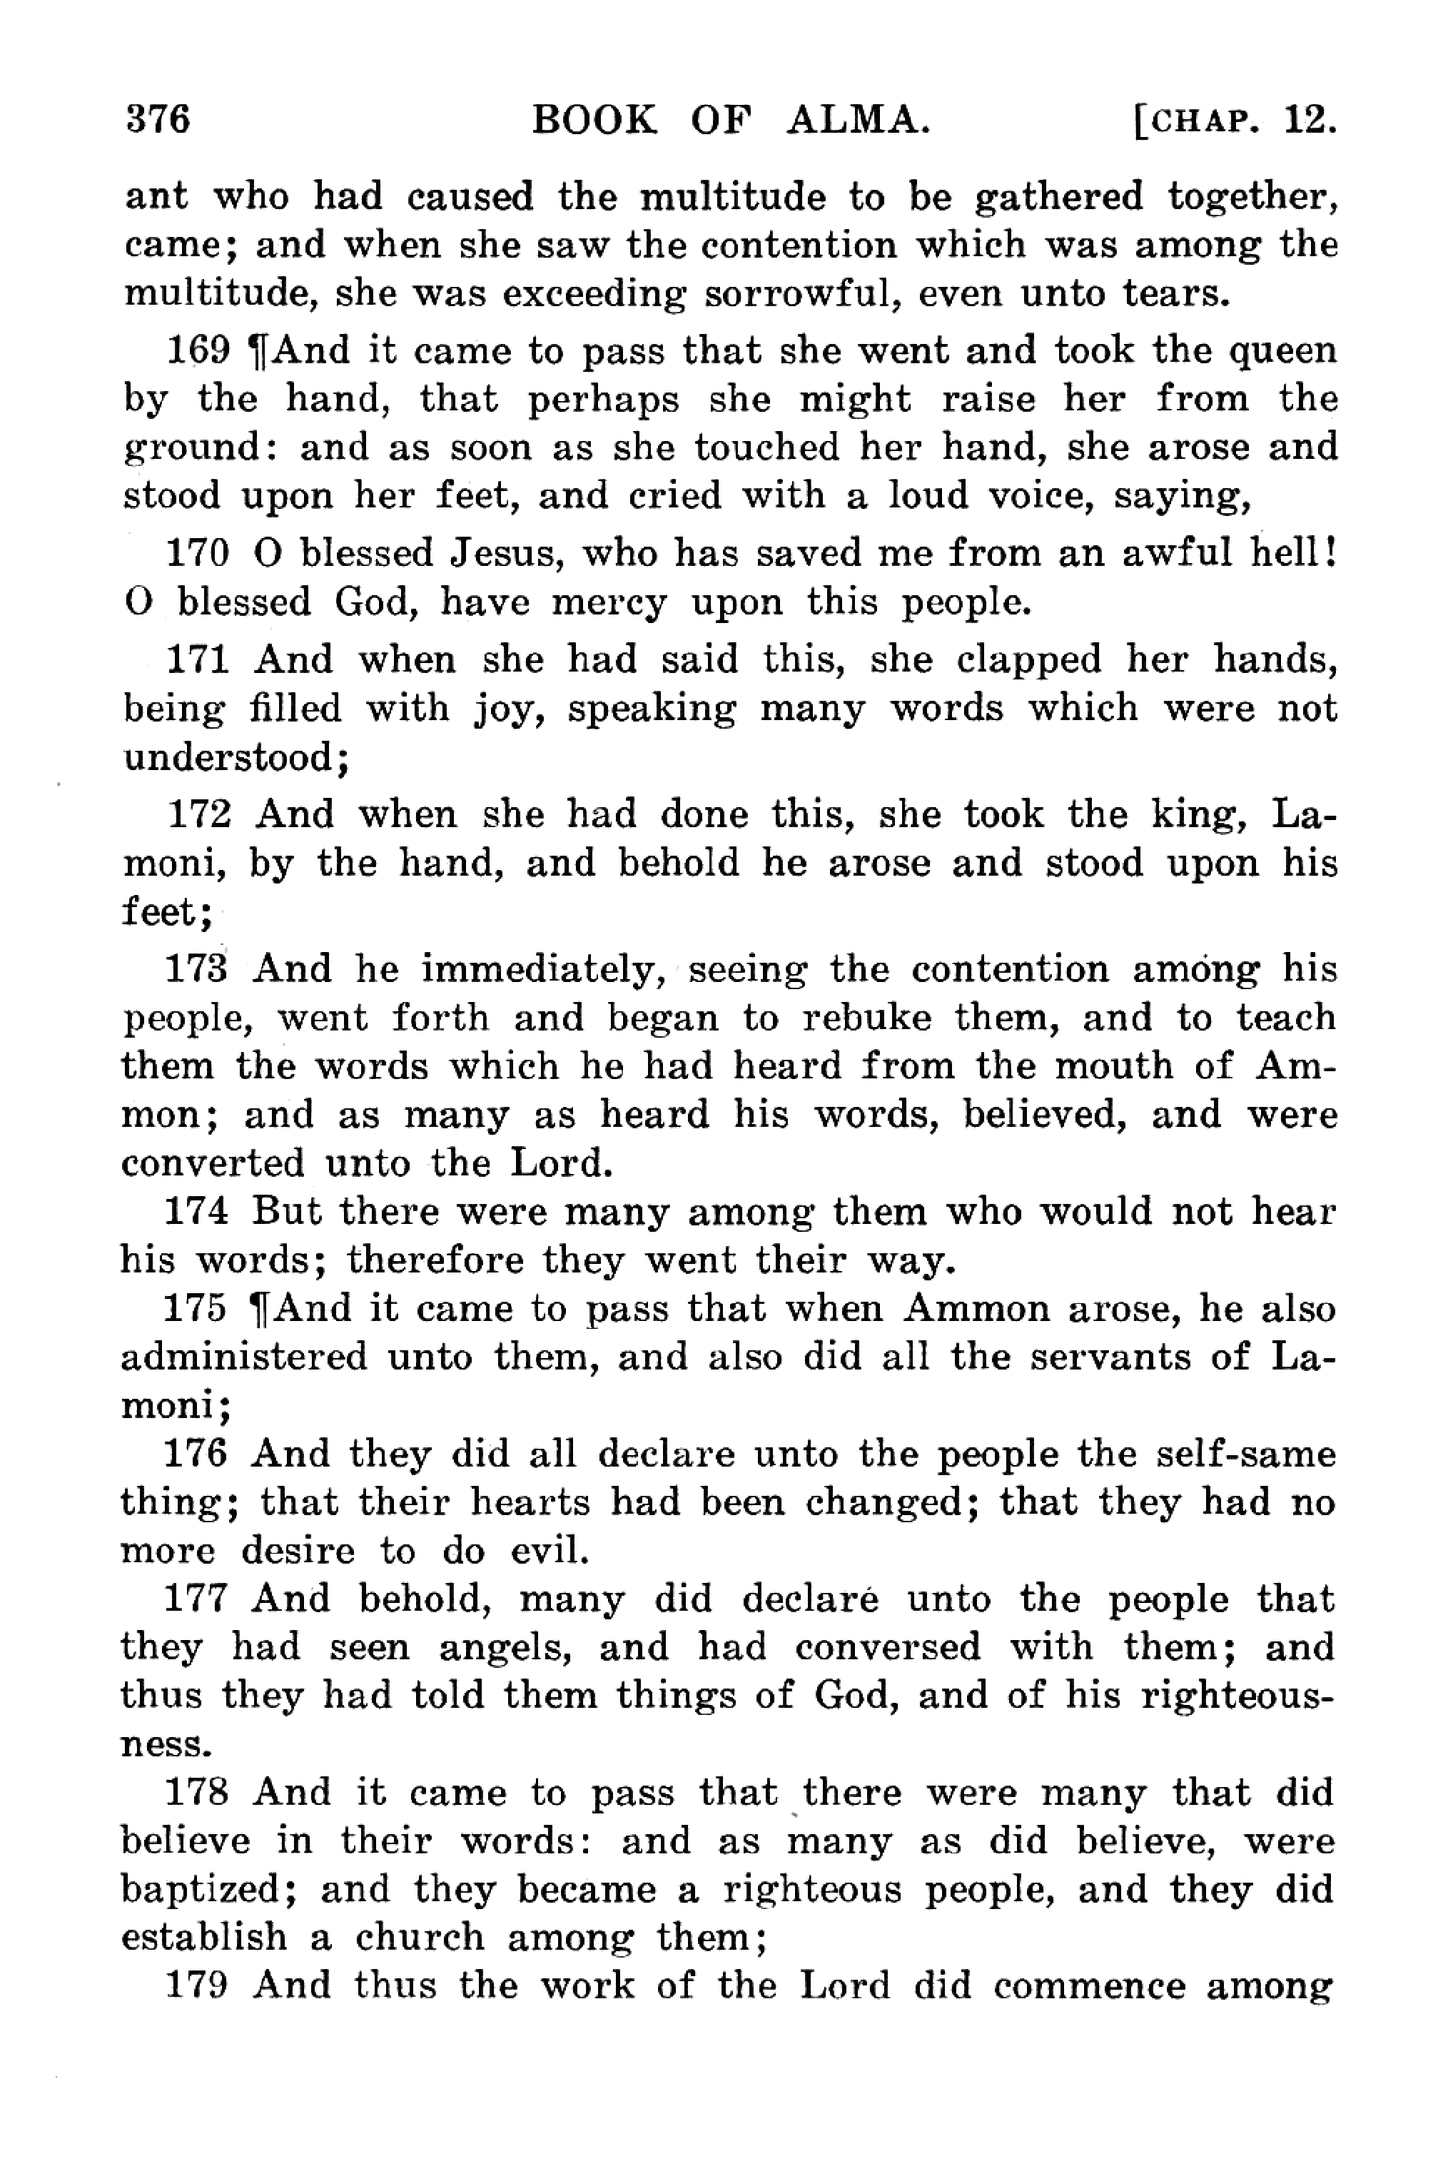 376 BOOK OF ALMA. [CHAP. 12.
ant who had caused the multitude to be gathered together,
came; and when she saw the contention which was among the
multitude, she was exceeding sorrowful, even unto tears.
169 ¶And it came to pass that she went and took the queen
by the hand, that perhaps she might raise her from the
ground: and as soon as she touched her hand, she arose and
stood upon her feet, and cried with a loud voice, saying,
170 O blessed Jesus, who has saved me from an awful hell!
O blessed God, have mercy upon this people.
171 And when she had said this, she clapped her hands,
being filled with joy, speaking many words which were not
understood;
172 And when she had done this, she took the king, La-
moni, by the hand, and behold he arose and stood upon his
feet;
173 And he immediately, seeing the contention among his
people, went forth and began to rebuke them, and to teach
them the words which he had heard from the mouth of Am-
mon; and as many as heard his words, believed, and were
converted unto the Lord.
174 But there were many among them who would not hear
his words; therefore they went their way.
175 ¶And it came to pass that when Ammon arose, he also
administered unto them, and also did all the servants of La-
moni;
176 And they did all declare unto the people the self-same
thing; that their hearts had been changed; that they had no
more desire to do evil.
177 And behold, many did declare unto the people that
they had seen angels, and had conversed with them; and
thus they had told them things of God, and of his righteous-
ness.
178 And it came to pass that there were many that did
believe in their words: and as many as did believe, were
baptized; and they became a righteous people, and they did
establish a church among them;
179 And thus the work of the Lord did commence among